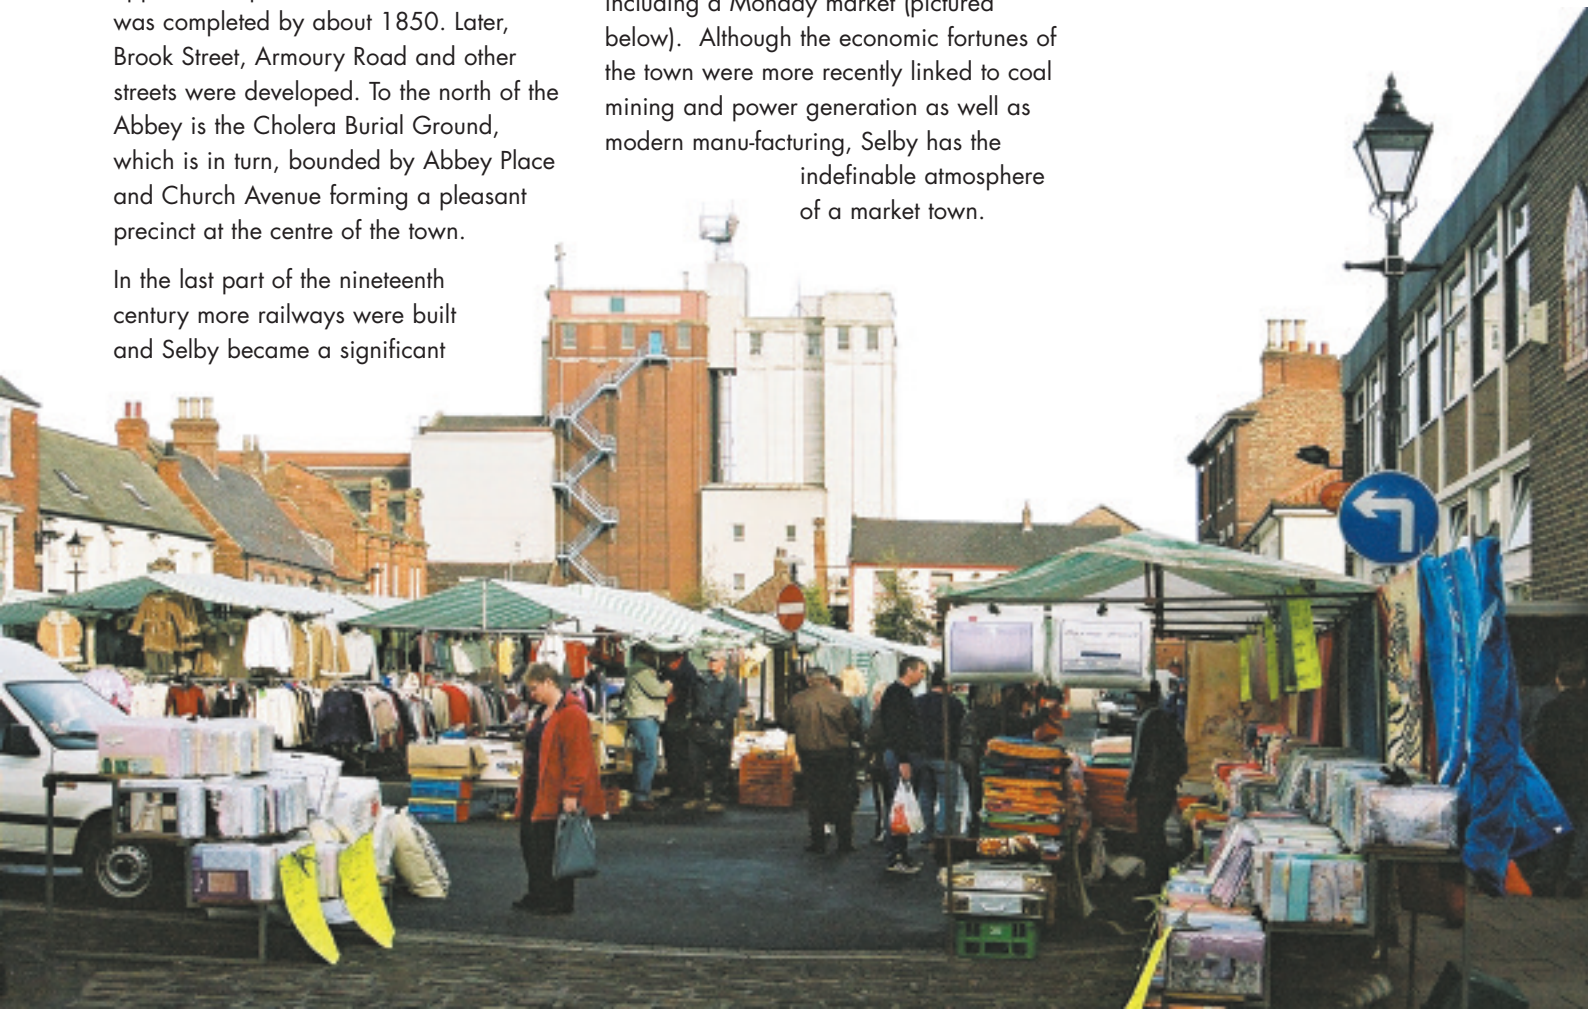 was completed by about 1850. Later,
Brook Street, Armoury Road and other
streets were developed. To the north of the
Abbey is the Cholera Burial Ground,
which is in turn, bounded by Abbey Place
and Church Avenue forming a pleasant
precinct at the centre of the town.
In the last part of the nineteenth
century more railways were built
and Selby became a significant
including a Monday market (pictured
below). Although the economic fortunes of
the town were more recently linked to coal
mining and power generation as well as
modern manu-facturing, Selby has the
indefinable atmosphere
of a market town.